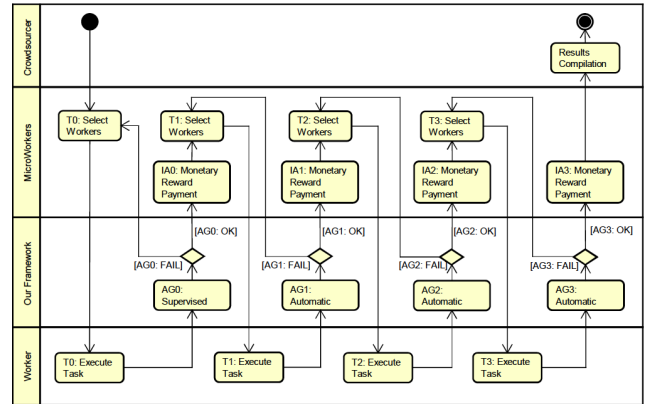 Crowdsourcer
Results
Compilation
MicroWorkers
T0: Select
Workers
T1: Select
Workers
T2: Select
Workers
T3: Select
Workers
IA0: Monetary
Reward
Payment
IA1: Monetary
Reward
Payment
IA2: Monetary
Reward
Payment
IA3: Monetary
Reward
Payment
Our Framework
[AG0: OK]
[AG1: OK]
[AG2: OK]
[AG3: OK]
[AG0: FAIL]
[AG1: FAIL]
[AG2: FAIL]
[AG3: FAIL]
AG0:
Supervised
AG1:
Automatic
AG2:
Automatic
AG3:
Automatic
Worker
T0: Execute
Task
T1: Execute
Task
T2: Execute
Task
T3: Execute
Task